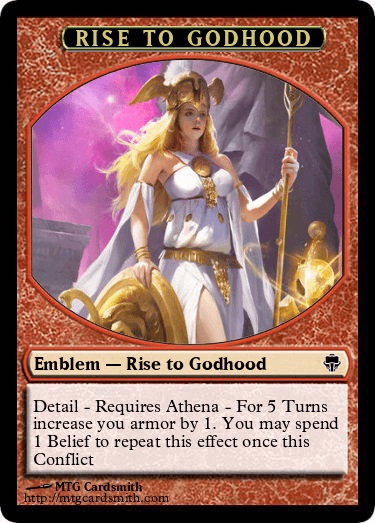 RISE TO GODHOOD
Emblem — Rise to Godhood
Detail - Requires Athena - For 5 Turns
increase you armor by 1. You may spend
1 Belief to repeat this effect once this
Conflict
MTG Cardsmith
http://mtgcardsmith.com